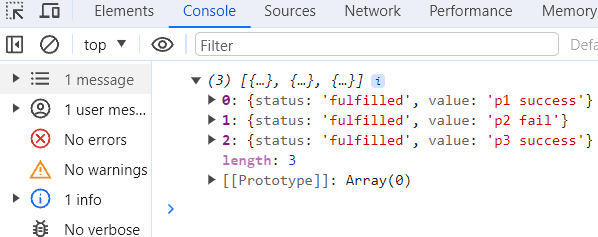 Elements Console Sources Network Performance Memory
top Filter Defa
1 message
1 user mes...
No errors
No warnings
1 info
No verbose
(3) [{…}, {…}, {…}] i
0: {status: 'fulfilled', value: 'p1 success'}
1: {status: 'fulfilled', value: 'p2 fail'}
2: {status: 'fulfilled', value: 'p3 success'}
length: 3
[[Prototype]]: Array(0)